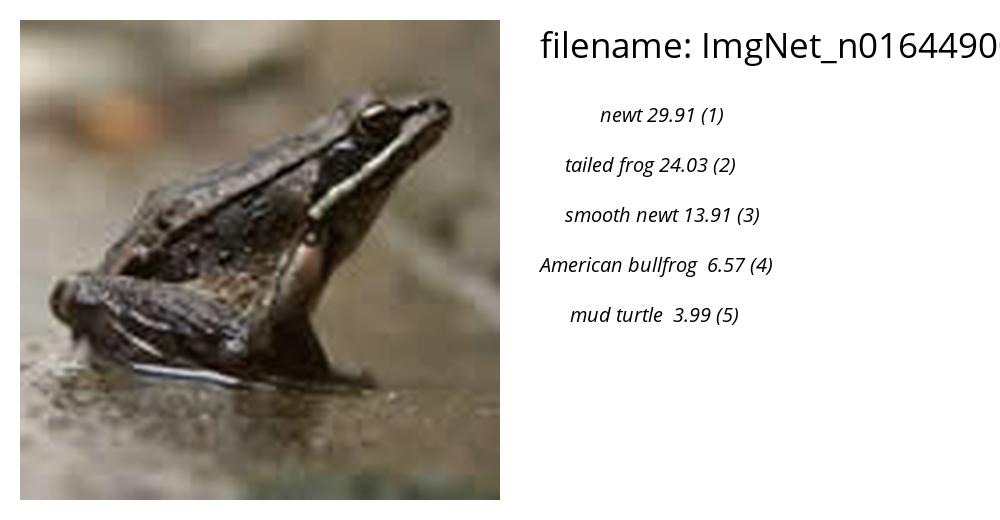 filename: ImgNet_n0164490
newt 29.91 (1)
tailed frog 24.03 (2)
smooth newt 13.91 (3)
American bullfrog 6.57 (4)
mud turtle 3.99 (5)